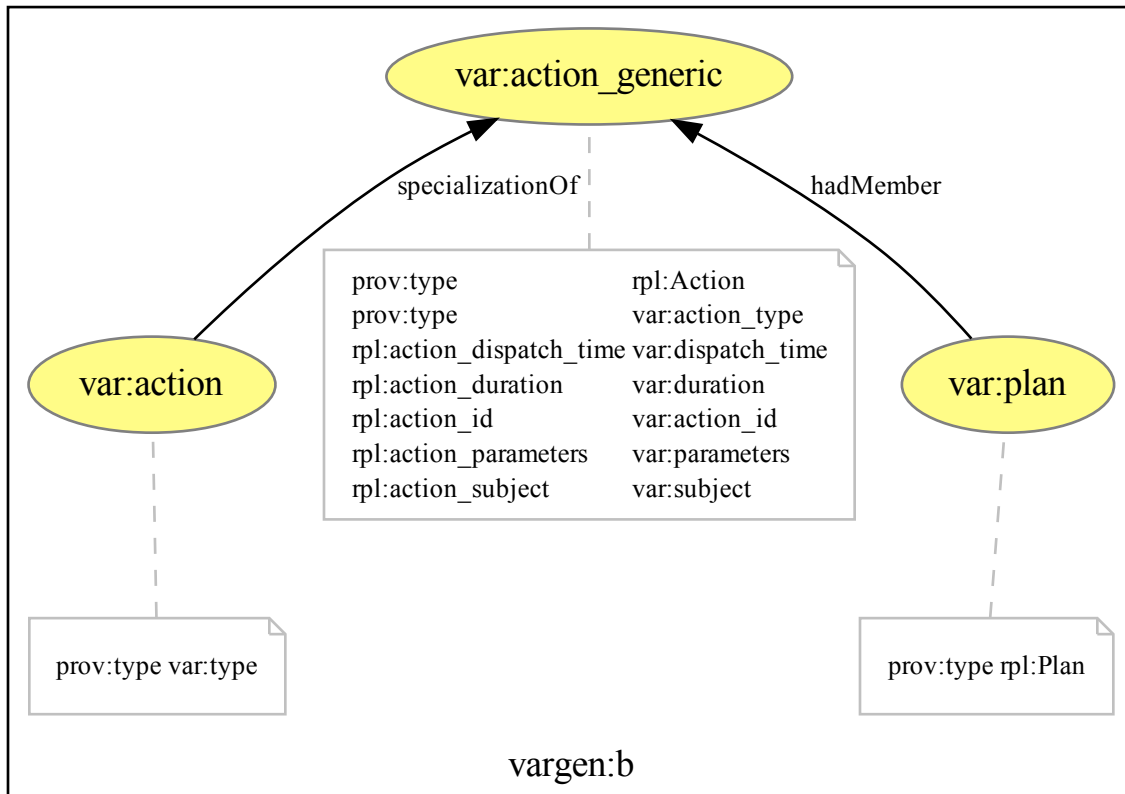 var:action_generic
specializationOf
hadMember
prov:type rpl:Action
prov:type var:action_type
rpl:action_dispatch_time var:dispatch_time
rpl:action_duration var:duration
rpl:action_id var:action_id
rpl:action_parameters var:parameters
rpl:action_subject var:subject
var:action
var:plan
prov:type var:type
prov:type rpl:Plan
vargen:b